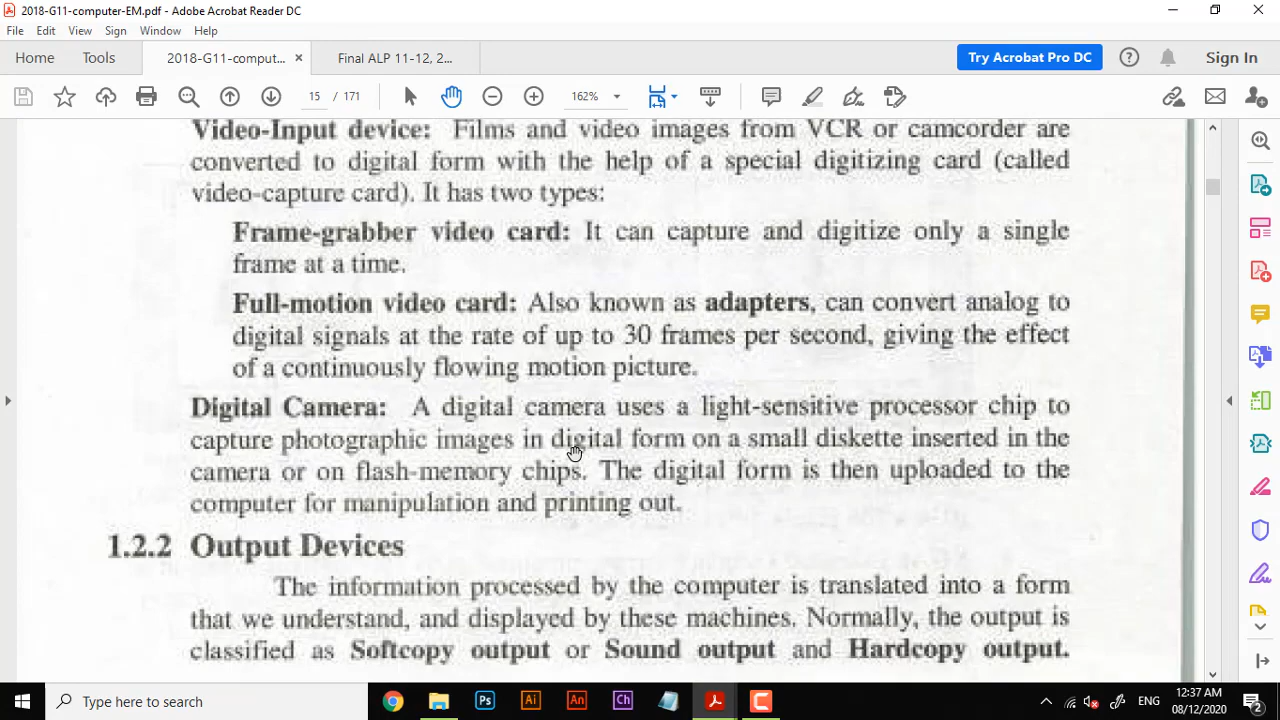 2018-G11-computer-EM.pdf - Adobe Acrobat Reader DC
File Edit View Sign Window Help
Home Tools 2018-G11-comput... × Final ALP 11-12, 2... Try Acrobat Pro DC Sign In
15 / 171 162%
Video-Input device: Films and video images from VCR or camcorder are
converted to digital form with the help of a special digitizing card (called
video-capture card). It has two types:
Frame-grabber video card: It can capture and digitize only a single
frame at a time.
Full-motion video card: Also known as adapters, can convert analog to
digital signals at the rate of up to 30 frames per second, giving the effect
of a continuously flowing motion picture.
Digital Camera: A digital camera uses a light-sensitive processor chip to
capture photographic images in digital form on a small diskette inserted in the
camera or on flash-memory chips. The digital form is then uploaded to the
computer for manipulation and printing out.
1.2.2 Output Devices
The information processed by the computer is translated into a form
that we understand, and displayed by these machines. Normally, the output is
classified as Softcopy output or Sound output and Hardcopy output.
Type here to search Ps Ai An Ch ENG 12:37 AM
08/12/2020 2